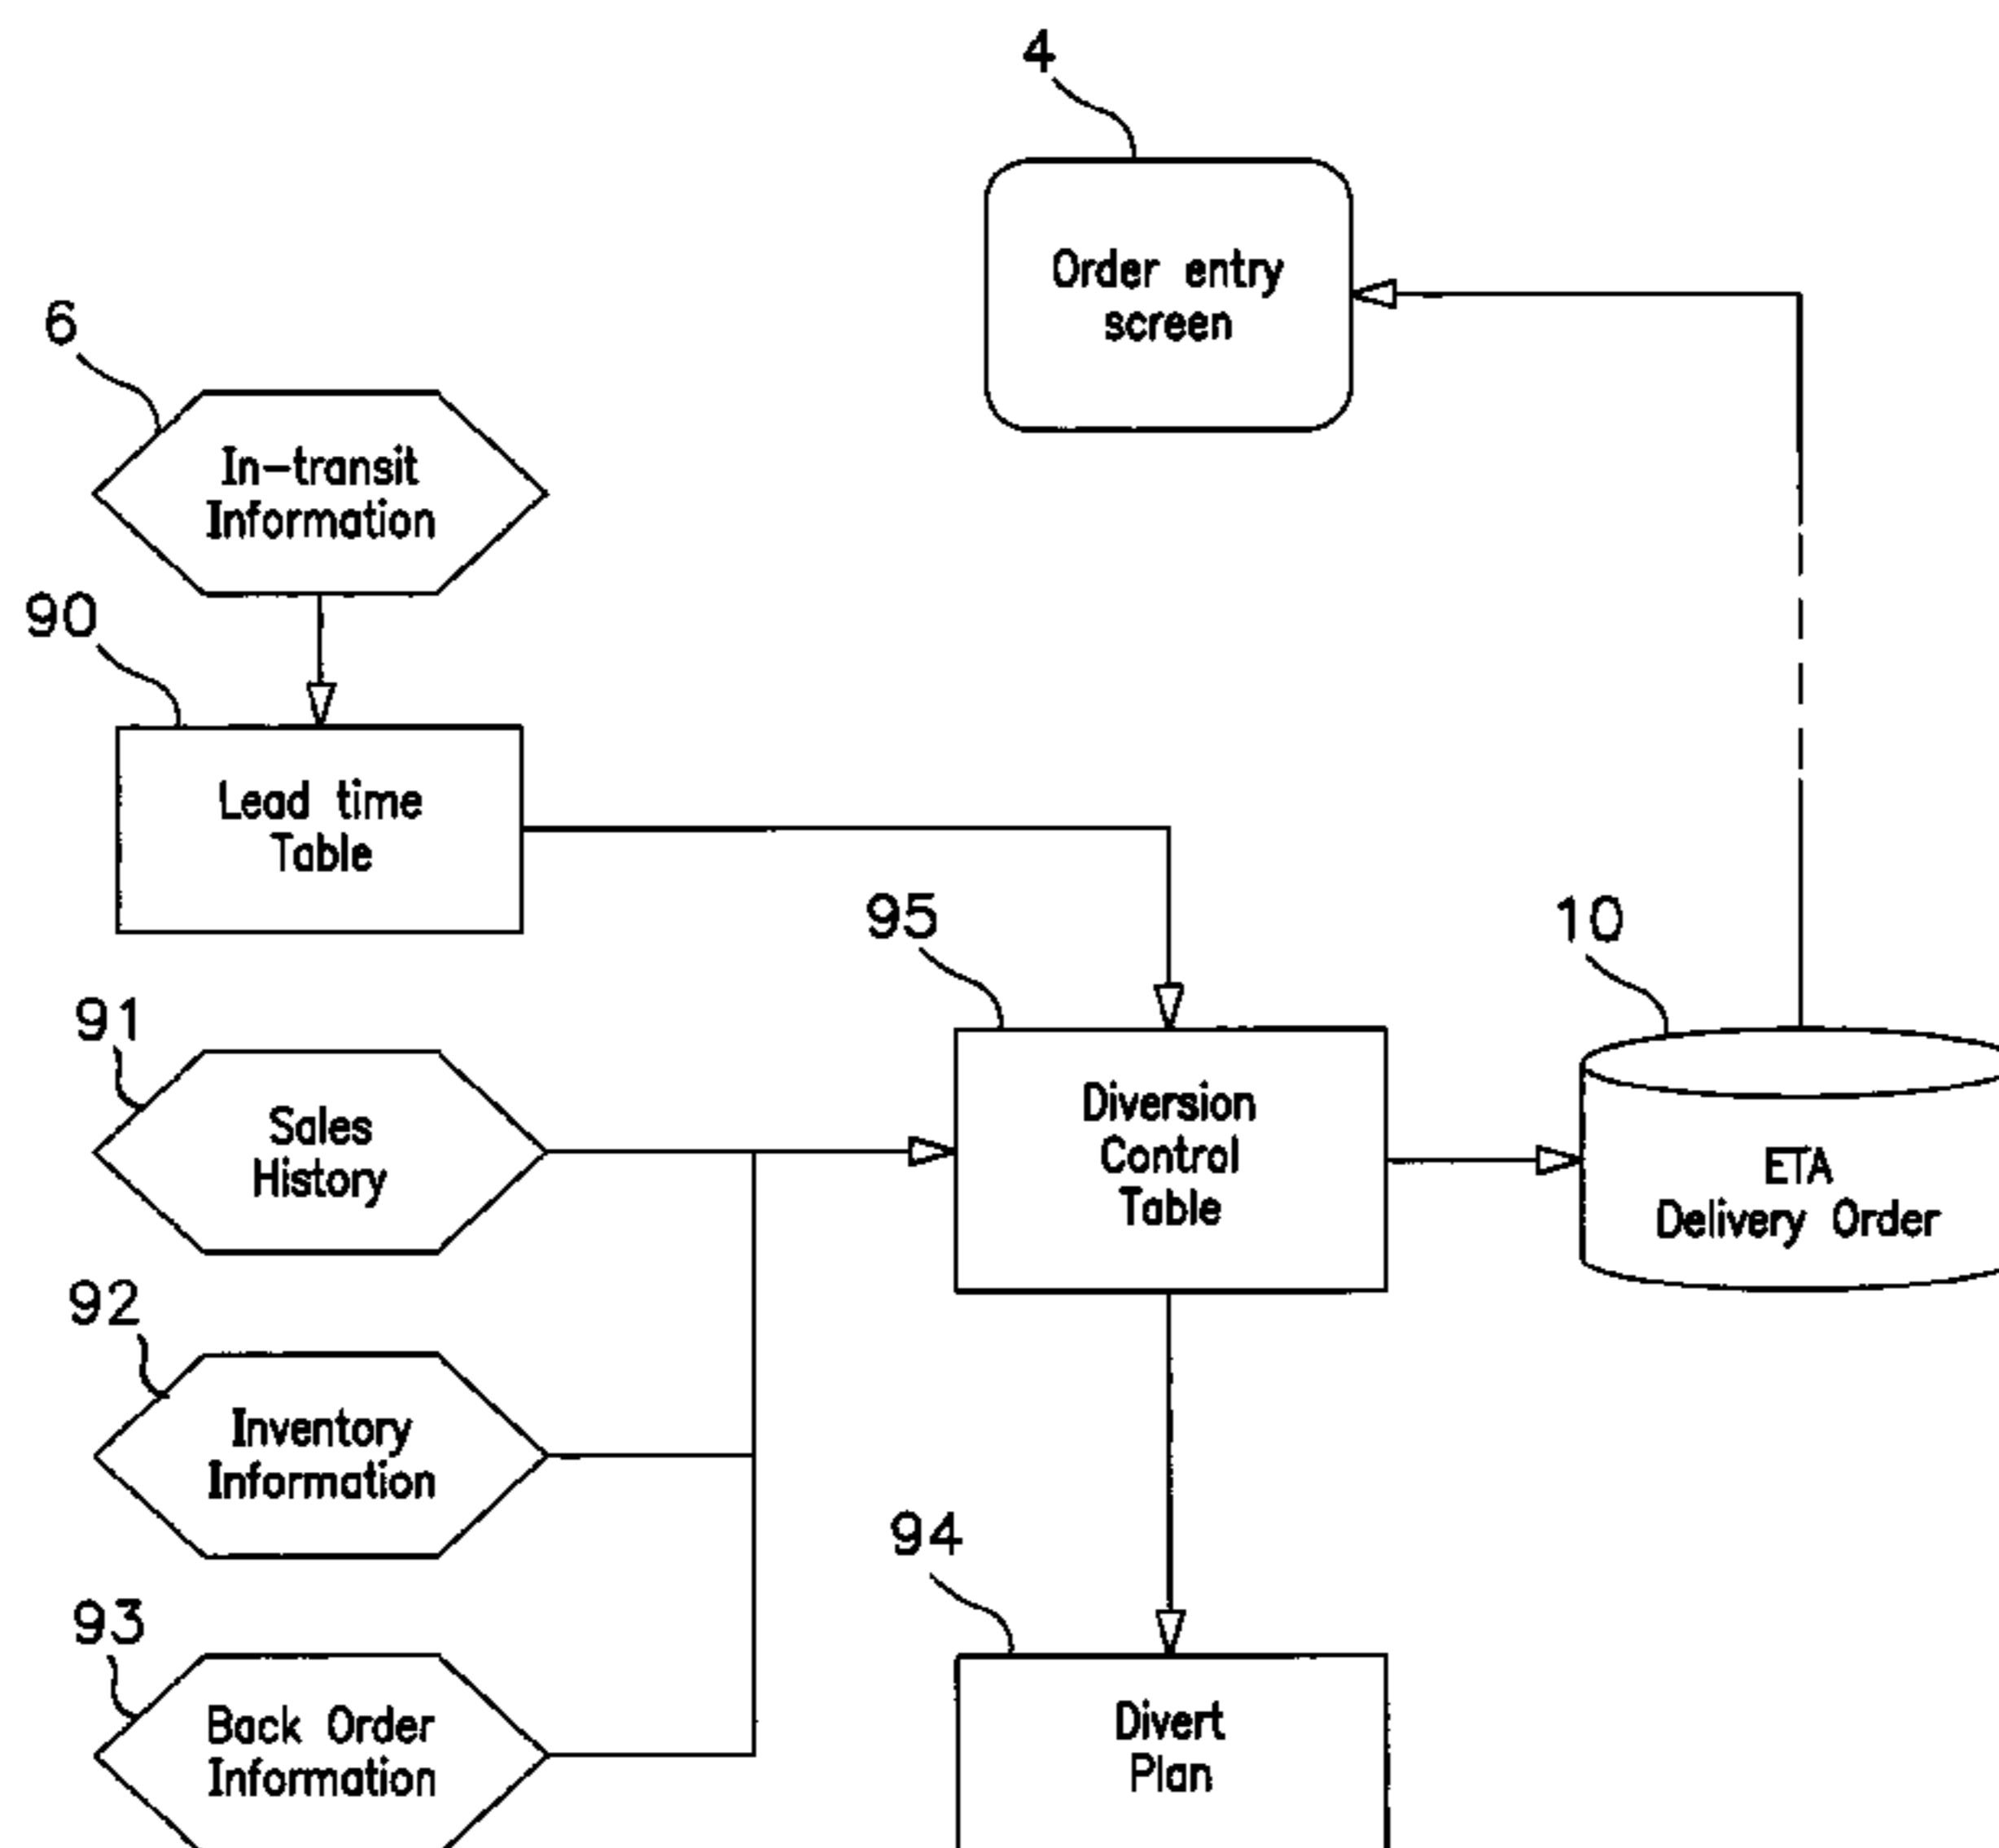 4
Order entry
screen
6
In-transit
Information
90
Lead time
Table
95
10
91
Sales
History
Diversion
Control
Table
ETA
Delivery Order
92
Inventory
Information
94
93
Back Order
Information
Divert
Plan